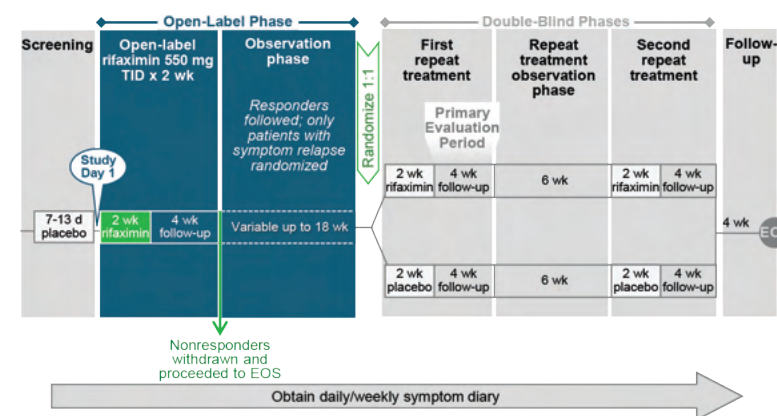 Open-Label Phase
Double-Blind Phases
Screening
Open-label
rifaximin 550 mg
TID x 2 wk
Observation
phase
Responders
followed; only
patients with
symptom relapse
randomized
Randomize 1:1
First
repeat
treatment
Repeat
treatment
observation
phase
Second
repeat
treatment
Follow-
up
Primary
Evaluation
Period
Study
Day 1
7-13 d
placebo
2 wk
rifaximin
4 wk
follow-up
Variable up to 18 wk
2 wk
rifaximin
4 wk
follow-up
6 wk
2 wk
rifaximin
4 wk
follow-up
2 wk
placebo
4 wk
follow-up
6 wk
2 wk
placebo
4 wk
follow-up
4 wk
Nonresponders
withdrawn and
proceeded to EOS
Obtain daily/weekly symptom diary